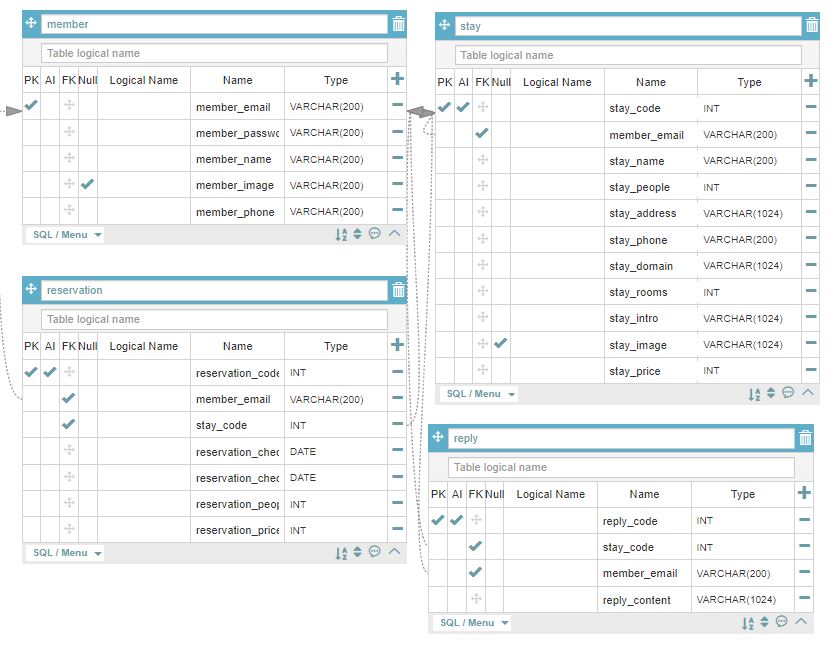 member
Table logical name
PK AI FK Null Logical Name Name Type
member_email VARCHAR(200)
member_passwo VARCHAR(200)
member_name VARCHAR(200)
member_image VARCHAR(200)
member_phone VARCHAR(200)
SQL / Menu
reservation
Table logical name
PK AI FK Null Logical Name Name Type
reservation_code INT
member_email VARCHAR(200)
stay_code INT
reservation_chec DATE
reservation_chec DATE
reservation_peop INT
reservation_price INT
SQL / Menu
stay
Table logical name
PK AI FK Null Logical Name Name Type
stay_code INT
member_email VARCHAR(200)
stay_name VARCHAR(200)
stay_people INT
stay_address VARCHAR(1024)
stay_phone VARCHAR(200)
stay_domain VARCHAR(1024)
stay_rooms INT
stay_intro VARCHAR(1024)
stay_image VARCHAR(1024)
stay_price INT
SQL / Menu
reply
Table logical name
PK AI FK Null Logical Name Name Type
reply_code INT
stay_code INT
member_email VARCHAR(200)
reply_content VARCHAR(1024)
SQL / Menu